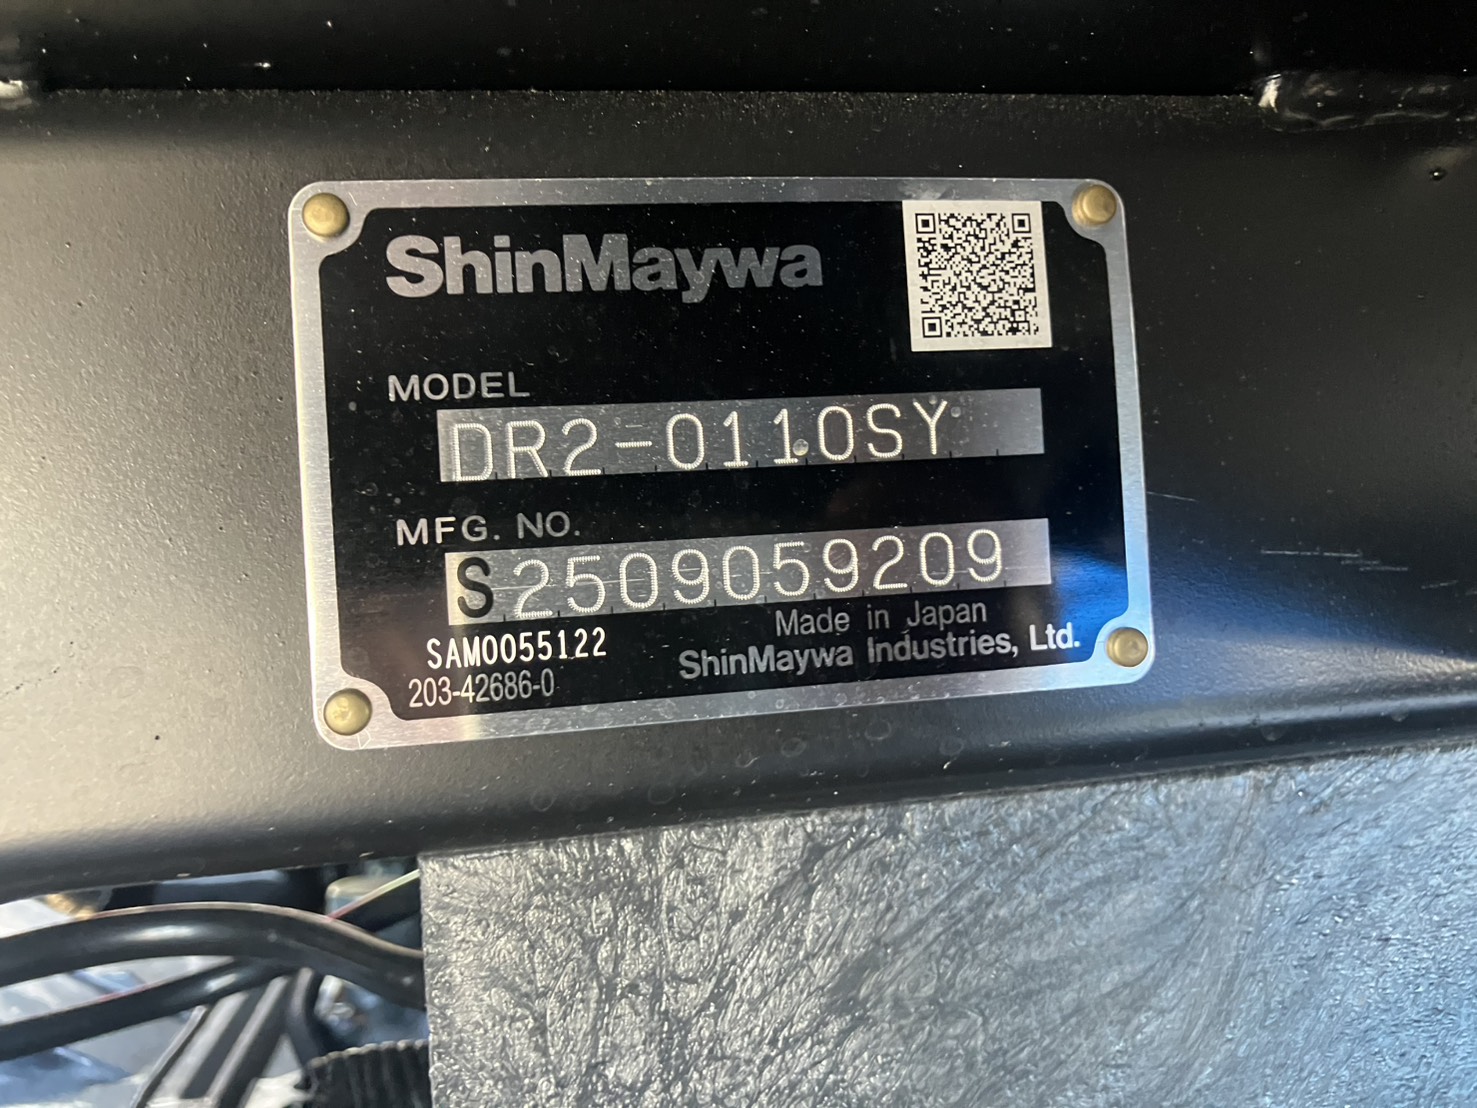 ShinMaywa
MODEL
DR2-0110SY
MFG. NO.
S2509059209
SAM0055122
Made in Japan
203-42686-0
ShinMaywa Industries, Ltd.